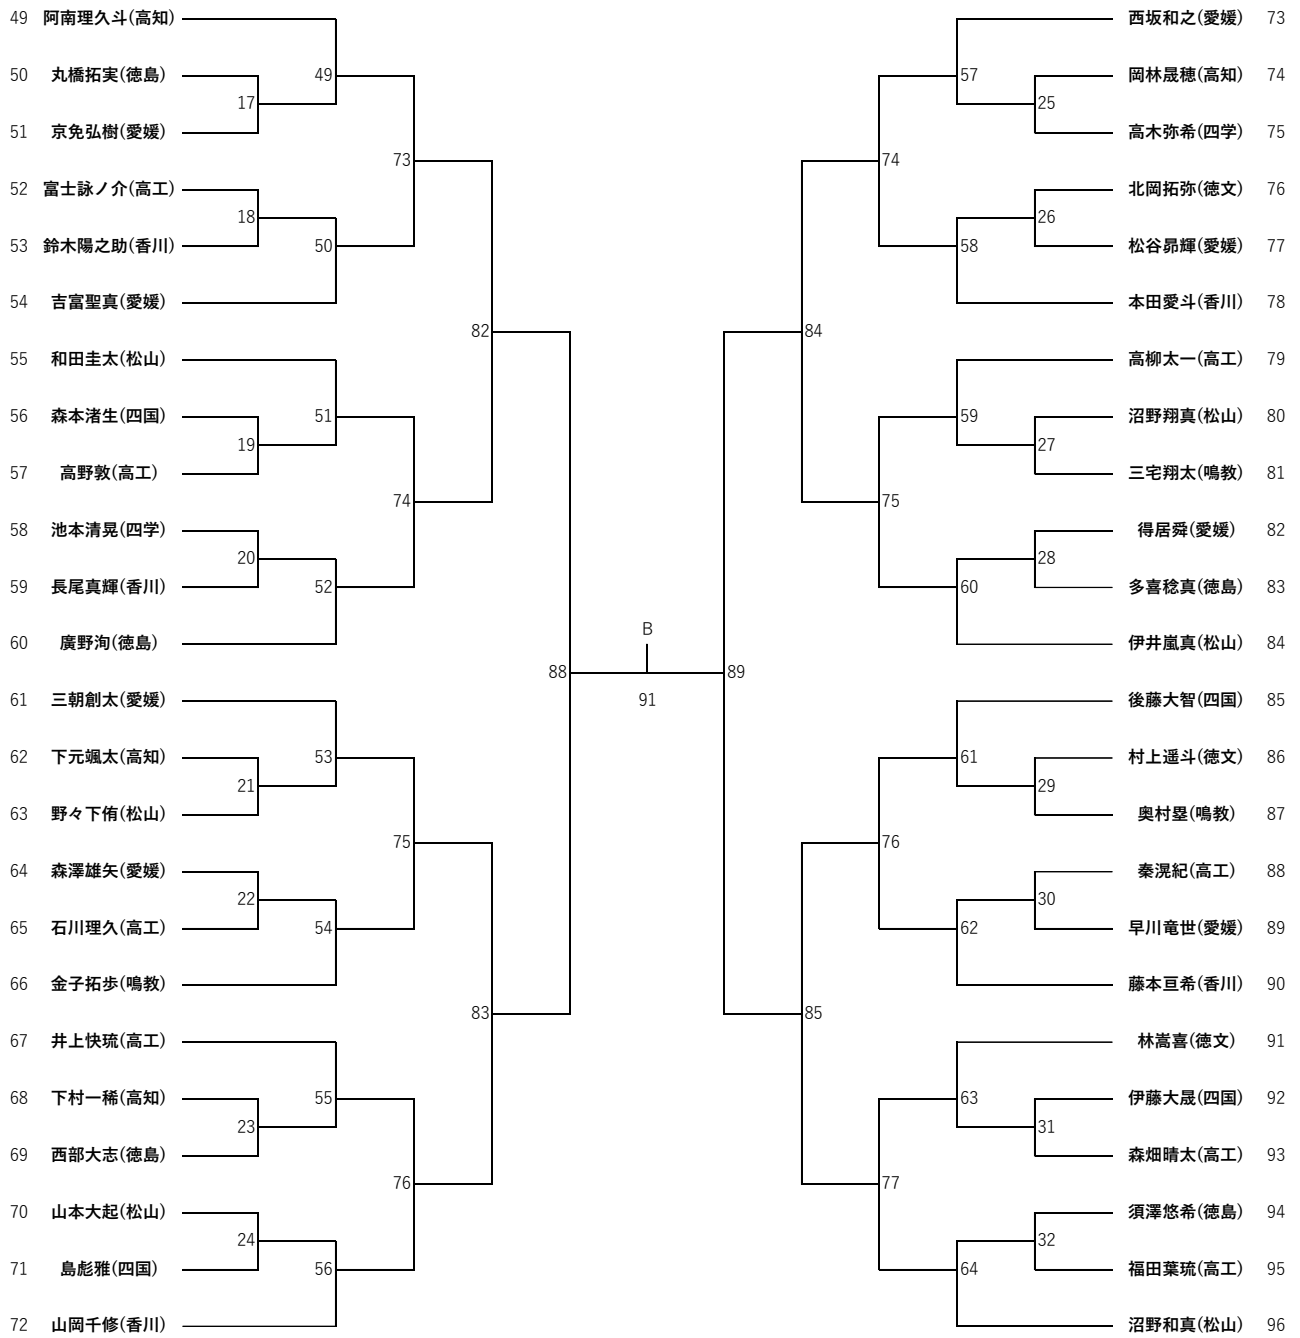 49 阿南理久斗(高知) 西坂和之(愛媛) 73
50 丸橋拓実(徳島) 49 57 岡林晟穂(高知) 74
17 25
51 京免弘樹(愛媛) 高木弥希(四学) 75
73 74
52 富士詠ノ介(高工) 北岡拓弥(徳文) 76
18 26
53 鈴木陽之助(香川) 50 58 松谷昴輝(愛媛) 77
54 吉富聖真(愛媛) 本田愛斗(香川) 78
82 84
55 和田圭太(松山) 高柳太一(高工) 79
56 森本渚生(四国) 51 59 沼野翔真(松山) 80
19 27
57 高野敦(高工) 三宅翔太(鳴教) 81
74 75
58 池本清晃(四学) 得居舜(愛媛) 82
20 28
59 長尾真輝(香川) 52 60 多喜稔真(徳島) 83
B
60 廣野洵(徳島) 伊井嵐真(松山) 84
88 89
61 三朝創太(愛媛) 91 後藤大智(四国) 85
62 下元颯太(高知) 53 61 村上遥斗(徳文) 86
21 29
63 野々下侑(松山) 奥村塁(鳴教) 87
75 76
64 森澤雄矢(愛媛) 秦滉紀(高工) 88
22 30
65 石川理久(高工) 54 62 早川竜世(愛媛) 89
66 金子拓歩(鳴教) 藤本亘希(香川) 90
83 85
67 井上快琉(高工) 林嵩喜(徳文) 91
68 下村一稀(高知) 55 63 伊藤大晟(四国) 92
23 31
69 西部大志(徳島) 森畑晴太(高工) 93
76 77
70 山本大起(松山) 須澤悠希(徳島) 94
24 32
71 島彪雅(四国) 56 64 福田葉琉(高工) 95
72 山岡千修(香川) 沼野和真(松山) 96